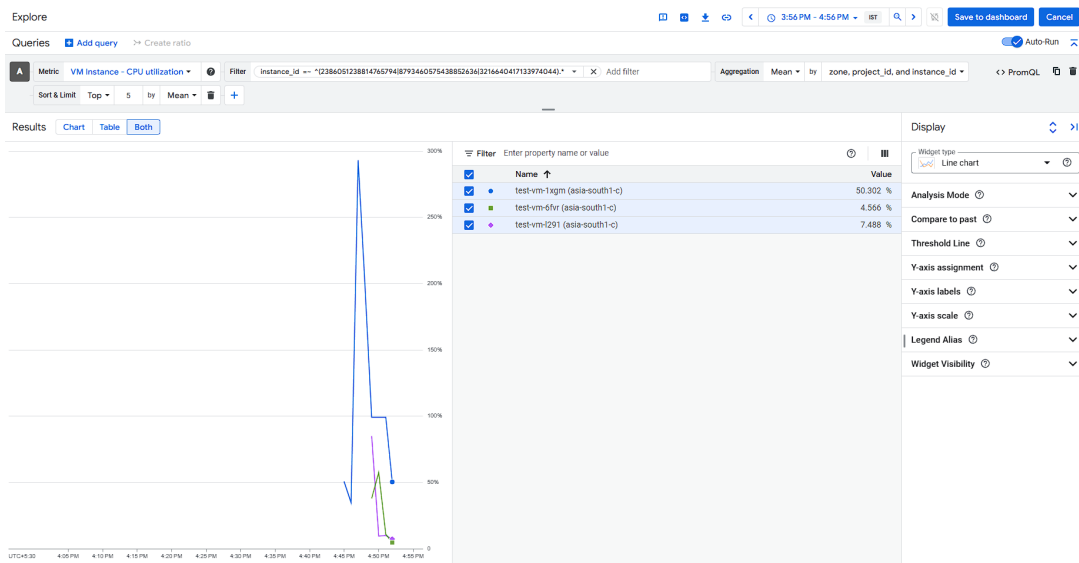 Explore
3:56 PM - 4:56 PM IST
Save to dashboard
Cancel
Queries
Add query
Create ratio
Auto-Run
A
Metric VM Instance - CPU utilization
Filter instance_id =~ ^(2386051238814765794|8793460575438852636|3216640417133974044).*
Add filter
Aggregation Mean by zone, project_id, and instance_id
<> PromQL
Sort & Limit Top 5 by Mean
Results Chart Table Both
300%
250%
200%
150%
100%
50%
0
UTC+5:30 4:05 PM 4:10 PM 4:15 PM 4:20 PM 4:25 PM 4:30 PM 4:35 PM 4:40 PM 4:45 PM 4:50 PM 4:55 PM
Filter Enter property name or value
Name Value
test-vm-1xgm (asia-south1-c) 50.302 %
test-vm-6fvr (asia-south1-c) 4.566 %
test-vm-l291 (asia-south1-c) 7.488 %
Display
Widget type
Line chart
Analysis Mode
Compare to past
Threshold Line
Y-axis assignment
Y-axis labels
Y-axis scale
Legend Alias
Widget Visibility